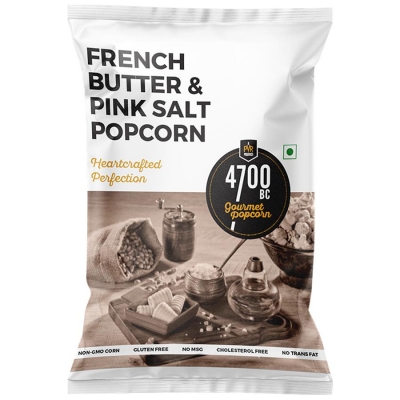 FRENCH
BUTTER &
PINK SALT
POPCORN
Heartcrafted
Perfection
PVR
4700
BC
Gourmet
popcorn
NON-GMO CORN
GLUTEN FREE
NO MSG
CHOLESTEROL FREE
NO TRANS FAT